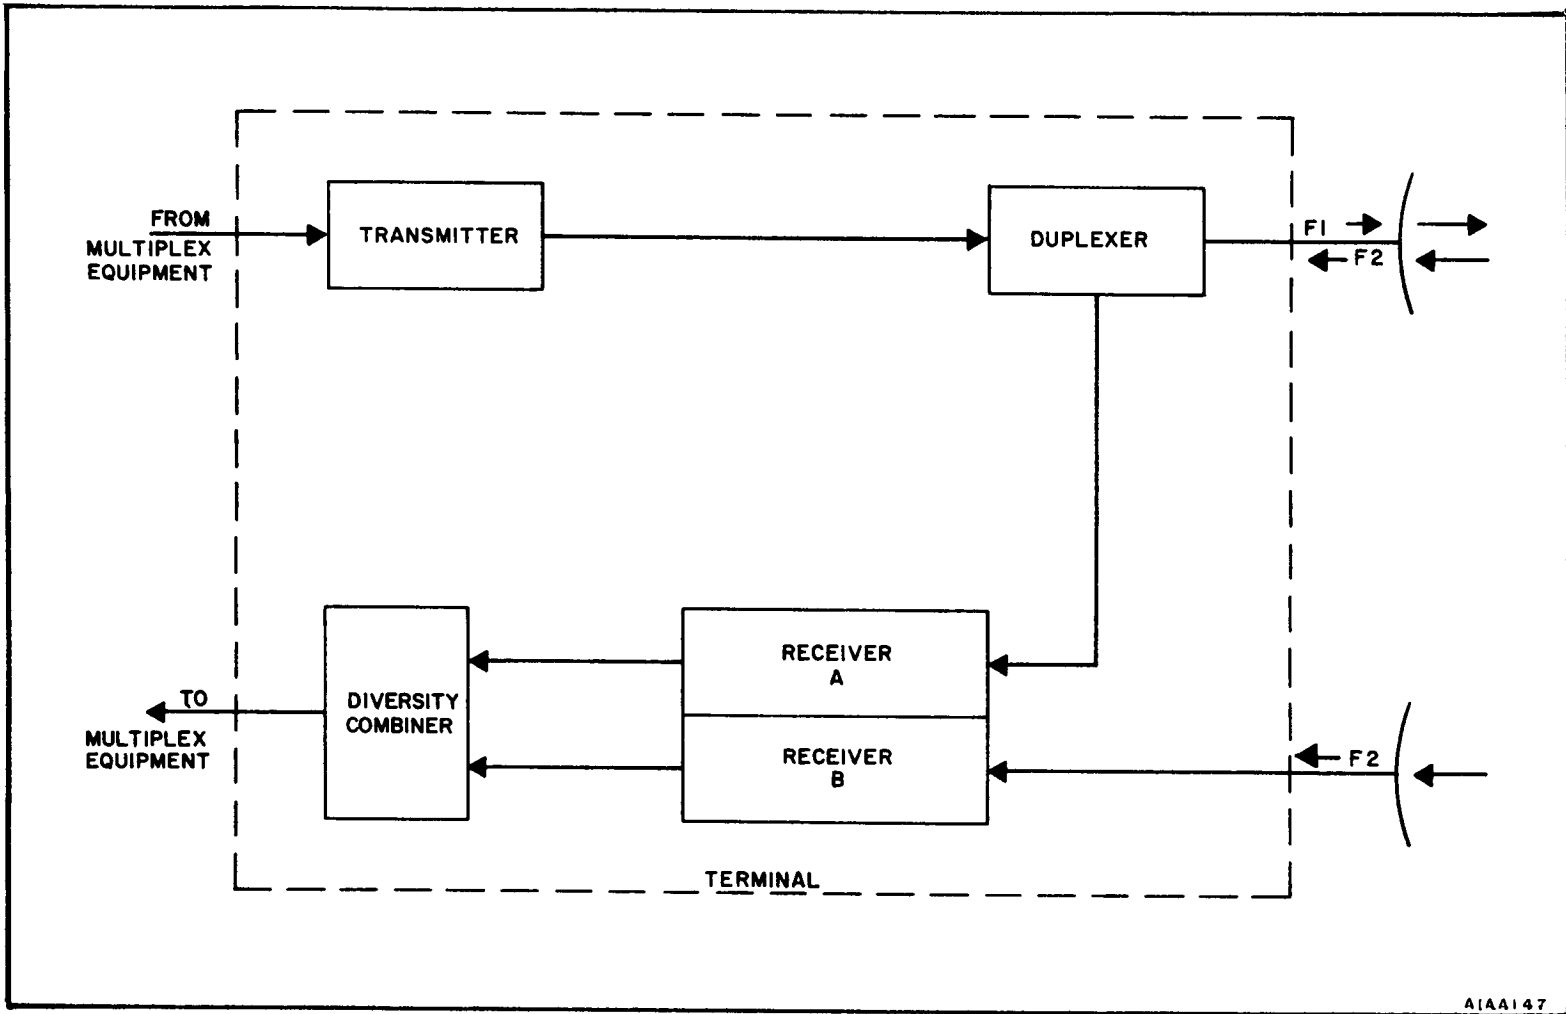 FROM
MULTIPLEX
EQUIPMENT
TRANSMITTER
DUPLEXER
F1
F2
TO
MULTIPLEX
EQUIPMENT
DIVERSITY
COMBINER
RECEIVER
A
RECEIVER
B
F2
TERMINAL
A1AA147